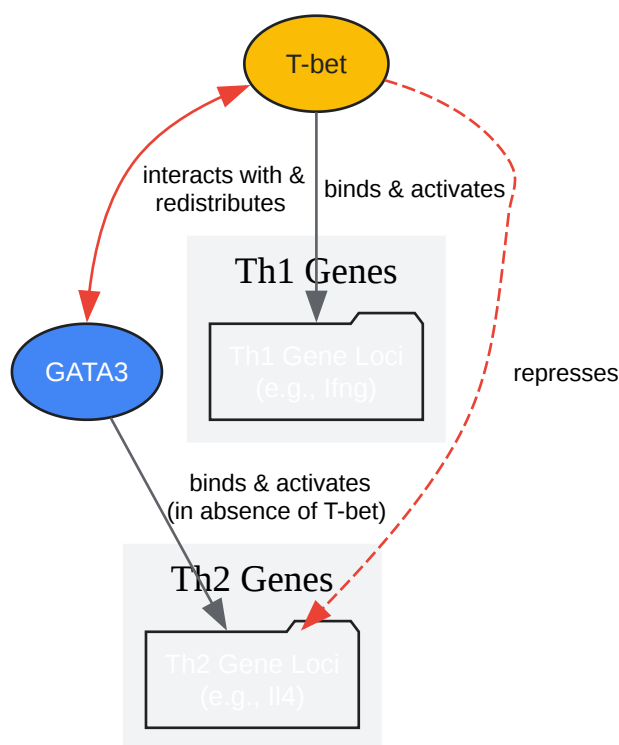 T-bet
interacts with &
redistributes
binds & activates
Th1 Genes
Th1 Gene Loci
(e.g., Ifng)
GATA3
represses
binds & activates
(in absence of T-bet)
Th2 Genes
Th2 Gene Loci
(e.g., Il4)